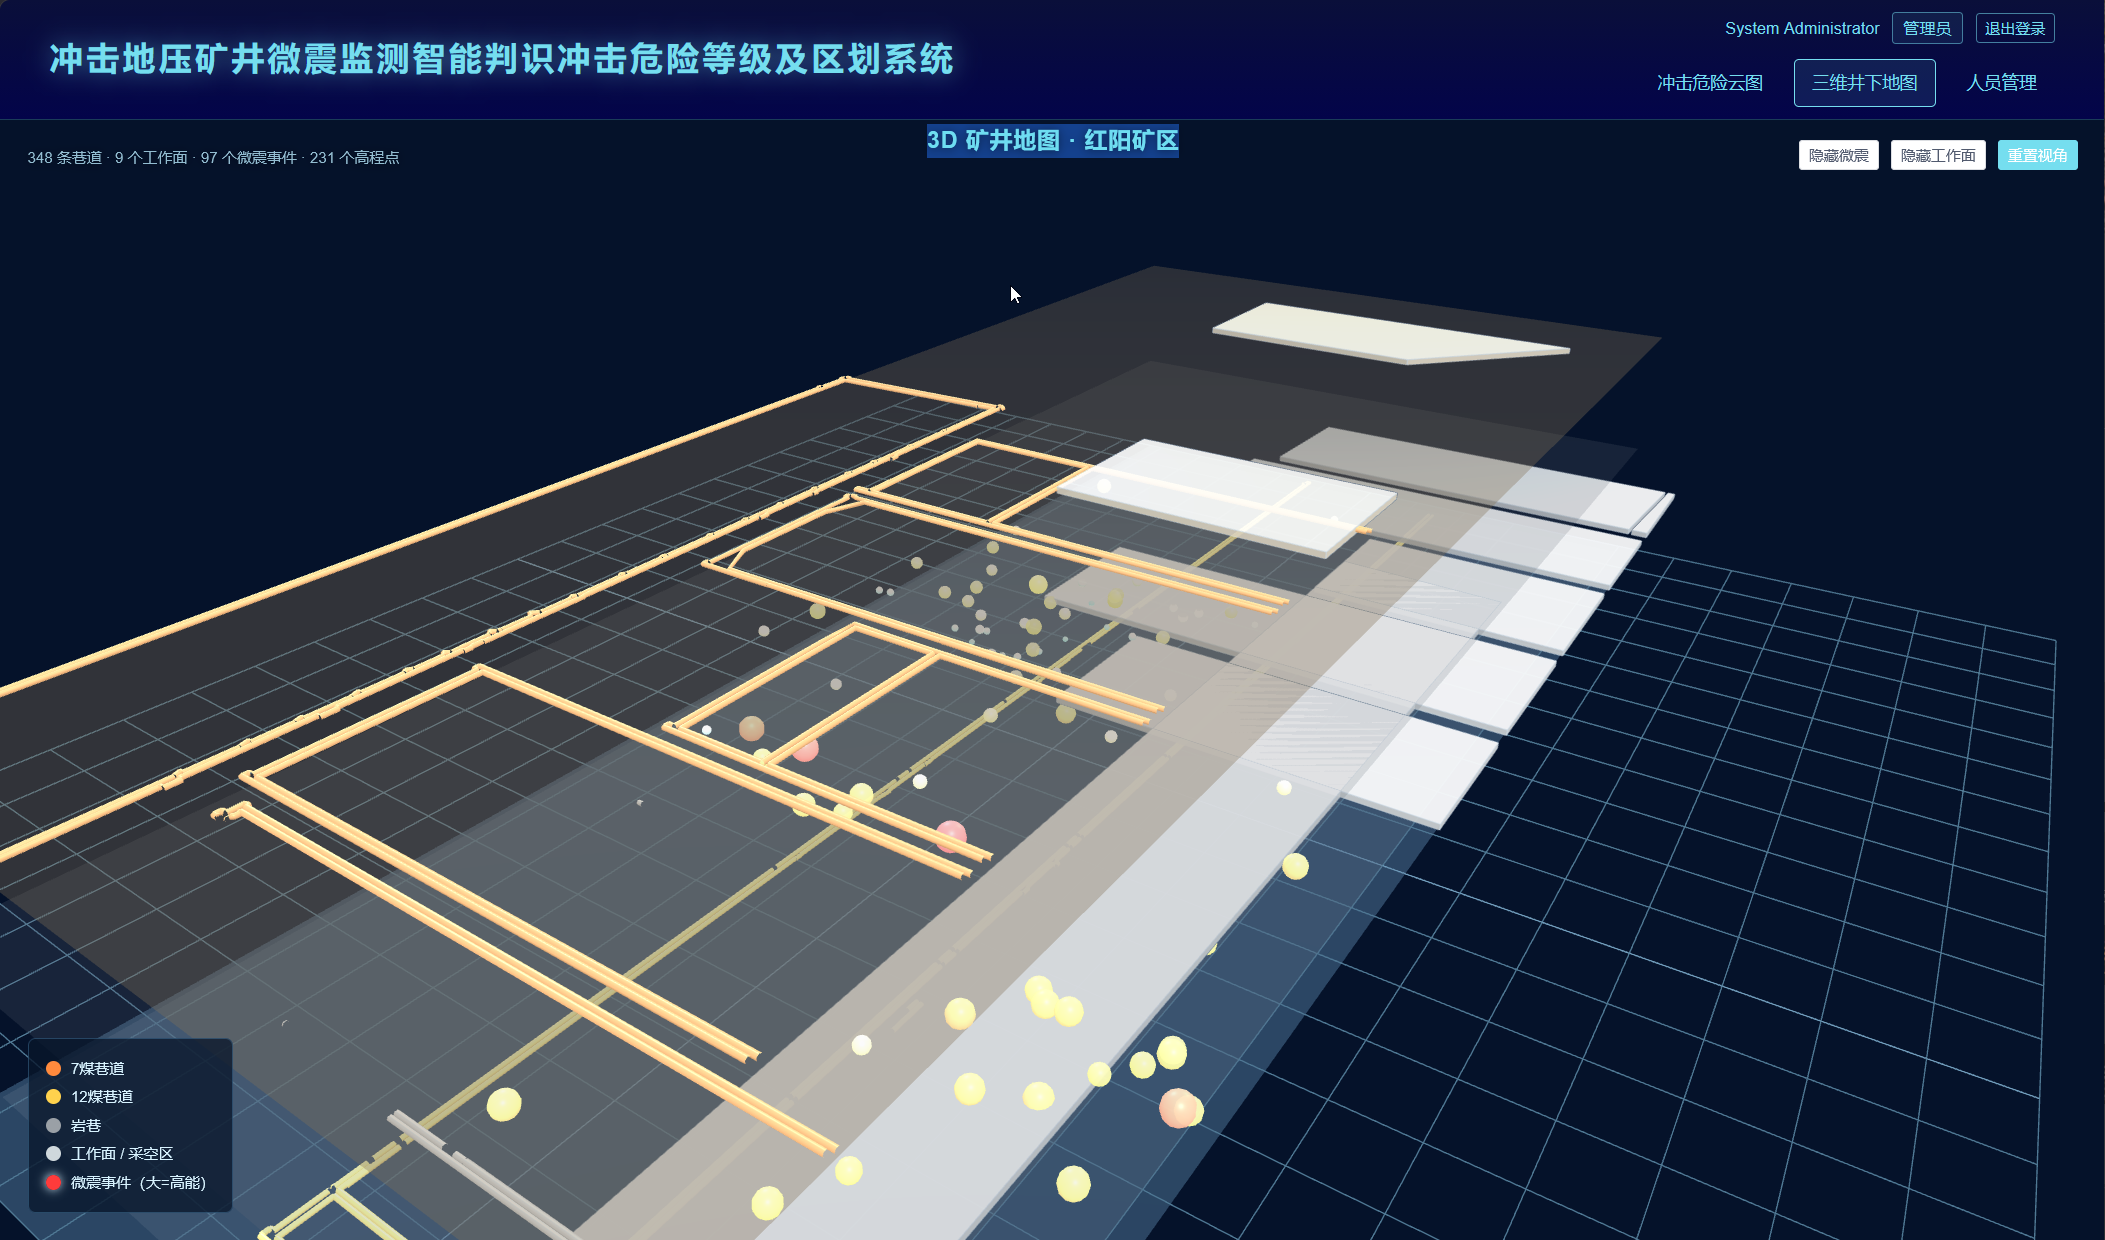 冲击地压矿井微震监测智能判识冲击危险等级及区划系统
System Administrator 管理员 退出登录
冲击危险云图 三维井下地图 人员管理
3D 矿井地图 · 红阳矿区
348 条巷道 · 9 个工作面 · 97 个微震事件 · 231 个高程点
隐藏微震 隐藏工作面 重置视角
7煤巷道
12煤巷道
岩巷
工作面 / 采空区
微震事件（大=高能)